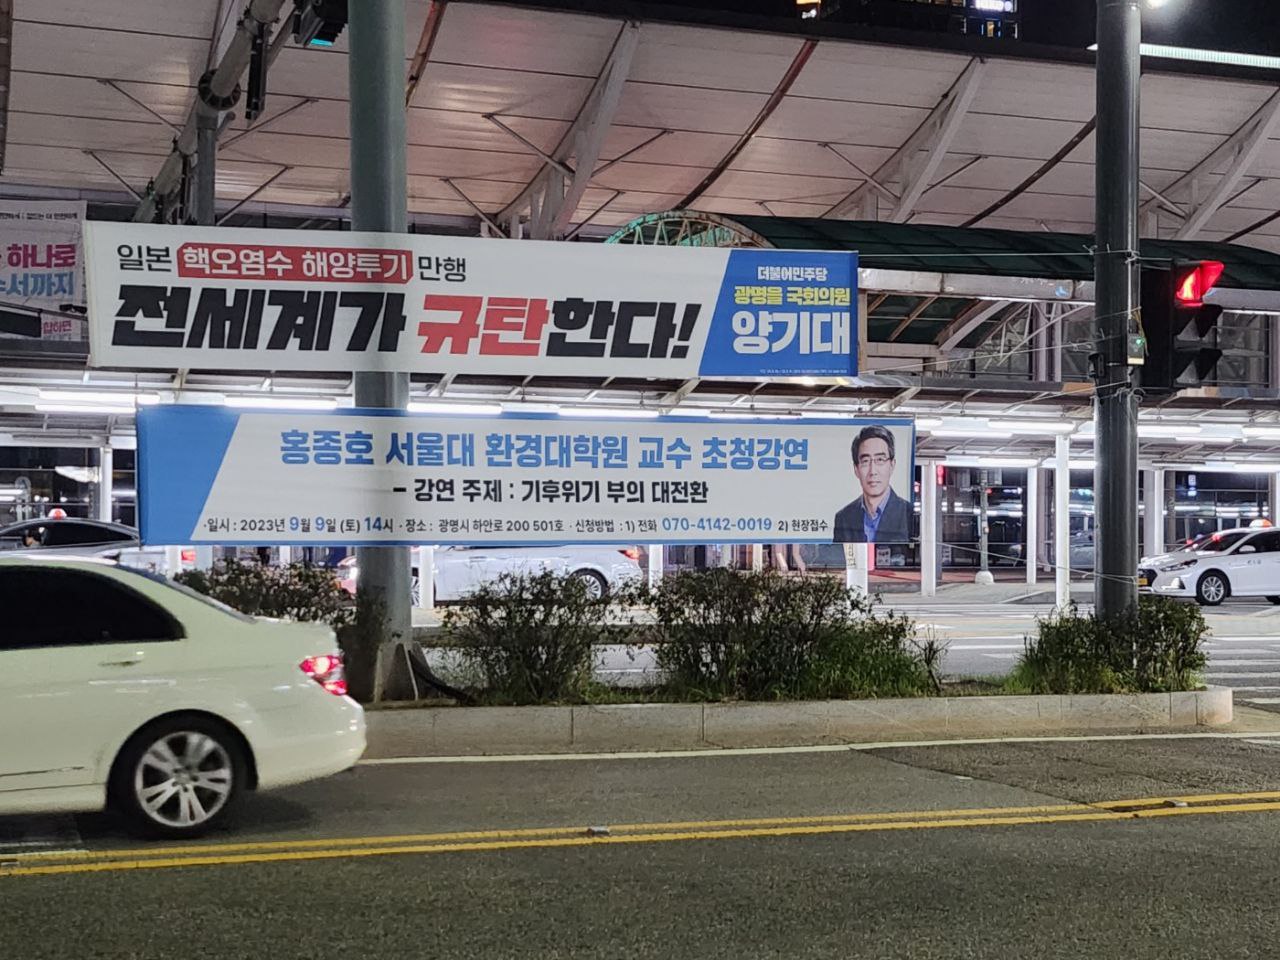 하나로
수서까지
일본 핵오염수 해양투기 만행
전세계가 규탄한다!
더불어민주당
광명을 국회의원
양기대
홍종호 서울대 환경대학원 교수 초청강연
- 강연 주제 : 기후위기 부의 대전환
·일시 : 2023년 9월 9일 (토) 14시 · 장소 : 광명시 하안로 200 501호 · 신청방법 : 1) 전화 070-4142-0019 2) 현장접수